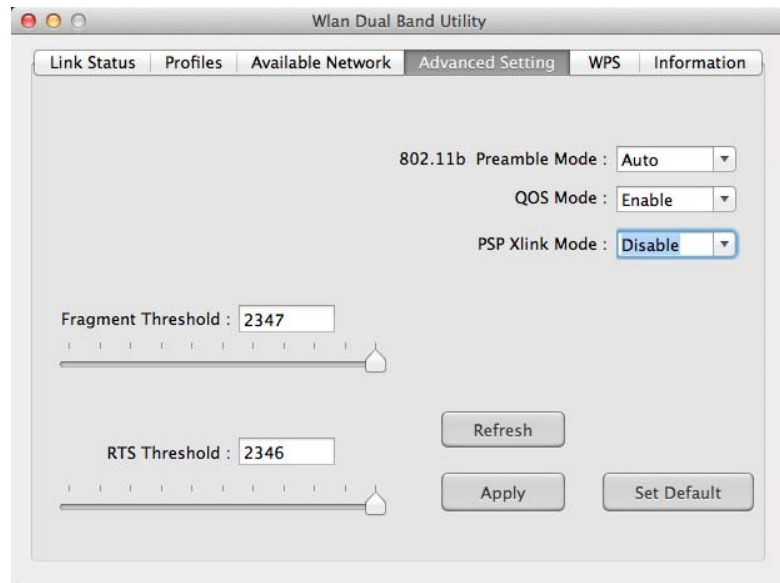 Wlan Dual Band Utility
Link Status Profiles Available Network Advanced Setting WPS Information
802.11b Preamble Mode : Auto
QOS Mode : Enable
PSP Xlink Mode : Disable
Fragment Threshold : 2347
Refresh
RTS Threshold : 2346
Apply Set Default